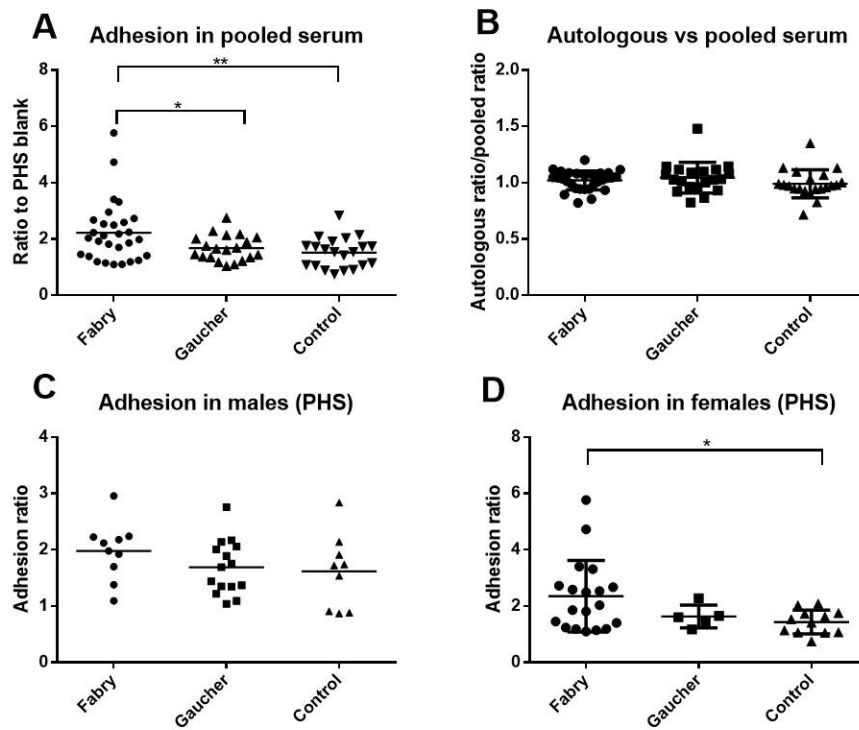 A
Adhesion in pooled serum
Ratio to PHS blank
8
6
4
2
0
**
*
Fabry
Gaucher
Control
B
Autologous vs pooled serum
Autologous ratio/pooled ratio
2.0
1.5
1.0
0.5
0.0
Fabry
Gaucher
Control
C
Adhesion in males (PHS)
Adhesion ratio
4
3
2
1
0
Fabry
Gaucher
Control
D
Adhesion in females (PHS)
Adhesion ratio
8
6
4
2
0
*
Fabry
Gaucher
Control